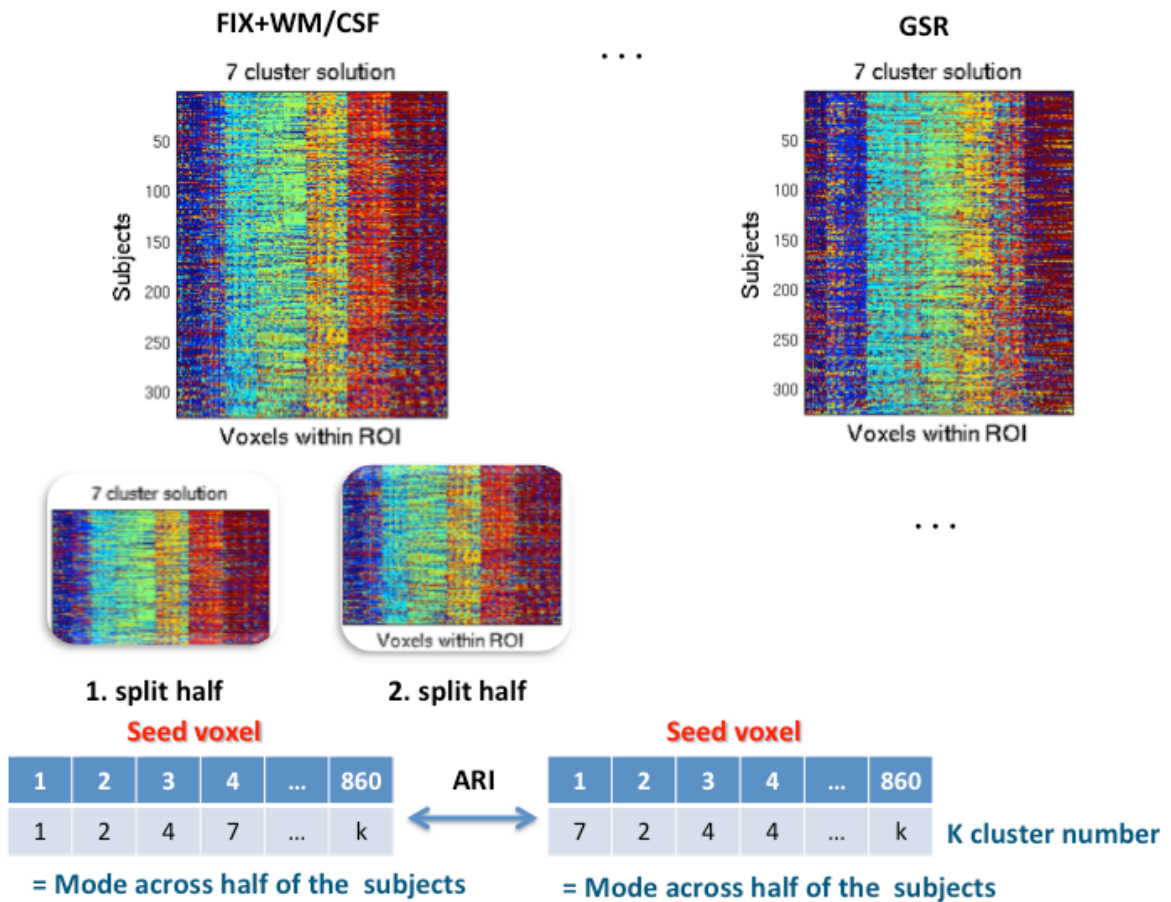 FIX+WM/CSF
...
GSR
7 cluster solution
7 cluster solution
50
100
150
200
250
300
Subjects
Voxels within ROI
50
100
150
200
250
300
Subjects
Voxels within ROI
7 cluster solution
Voxels within ROI
...
1. split half
2. split half
Seed voxel
1 2 3 4 ... 860
1 2 4 7 ... k
= Mode across half of the subjects
ARI
Seed voxel
1 2 3 4 ... 860
7 2 4 4 ... k
K cluster number
= Mode across half of the subjects